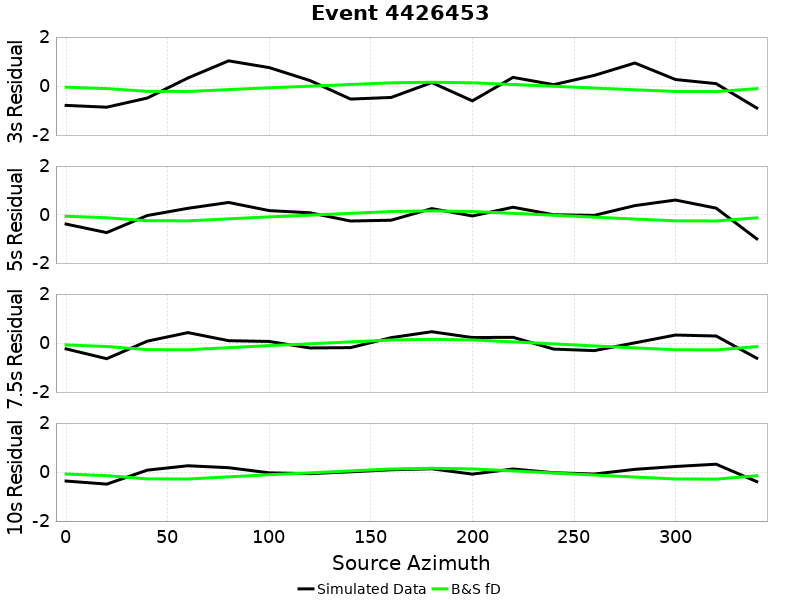 Event 4426453
3s Residual
2
0
-2
5s Residual
2
0
-2
7.5s Residual
2
0
-2
10s Residual
2
0
-2
0 50 100 150 200 250 300
Source Azimuth
Simulated Data B&S fD